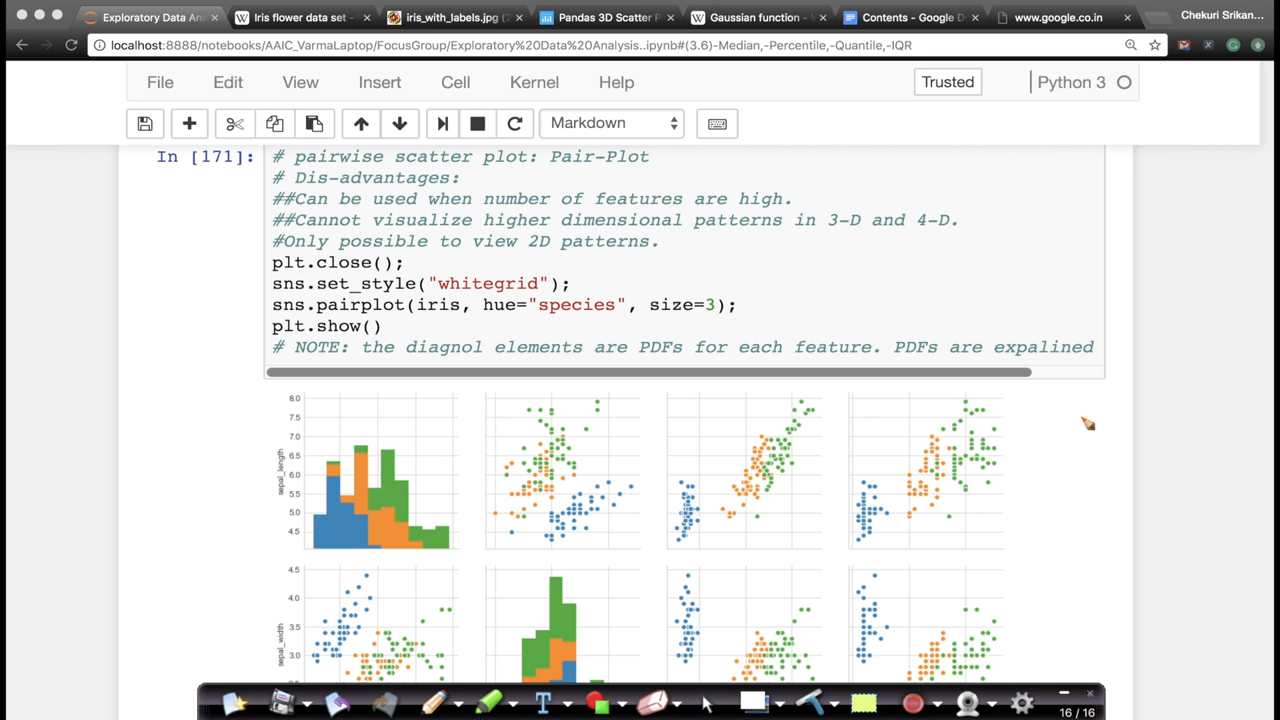 Exploratory Data An
Iris flower data set -
iris_with_labels.jpg (2
Pandas 3D Scatter P
Gaussian function -
Contents - Google D
www.google.co.in
Chekuri Srikan
localhost:8888/notebooks/AAIC_VarmaLaptop/FocusGroup/Exploratory%20Data%20Analysis..ipynb#(3.6)-Median,-Percentile,-Quantile,-IQR
File Edit View Insert Cell Kernel Help Trusted Python 3
Markdown
In [171]: # pairwise scatter plot: Pair-Plot
# Dis-advantages:
##Can be used when number of features are high.
##Cannot visualize higher dimensional patterns in 3-D and 4-D.
#Only possible to view 2D patterns.
plt.close();
sns.set_style("whitegrid");
sns.pairplot(iris, hue="species", size=3);
plt.show()
# NOTE: the diagnol elements are PDFs for each feature. PDFs are expalined
8.0
7.5
7.0
6.5
6.0
5.5
5.0
4.5
sepal_length
4.5
4.0
3.5
3.0
sepal_width
16 / 16